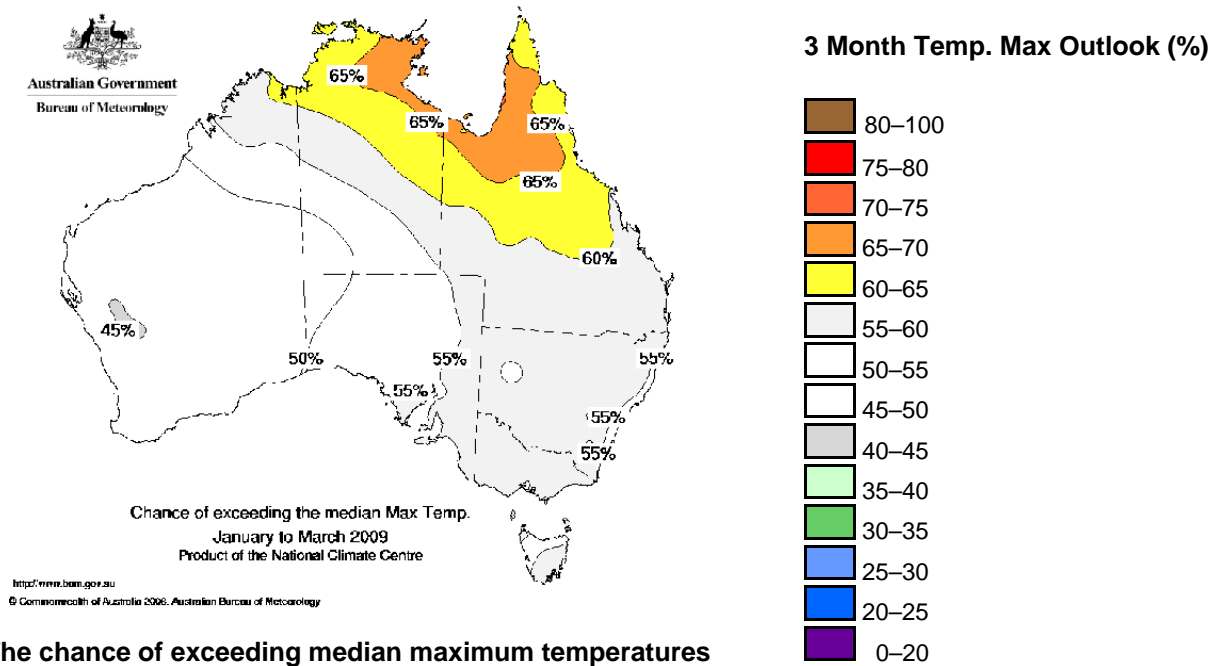 Australian Government
Bureau of Meteorology
65%
65%
65%
65%
60%
45%
50%
55%
55%
55%
55%
55%
Chance of exceeding the median Max Temp.
January to March 2009
Product of the National Climate Centre
http://www.bom.gov.au
© Commonwealth of Australia 2008, Australian Bureau of Meteorology
he chance of exceeding median maximum temperatures
3 Month Temp. Max Outlook (%)
80–100
75–80
70–75
65–70
60–65
55–60
50–55
45–50
40–45
35–40
30–35
25–30
20–25
0–20